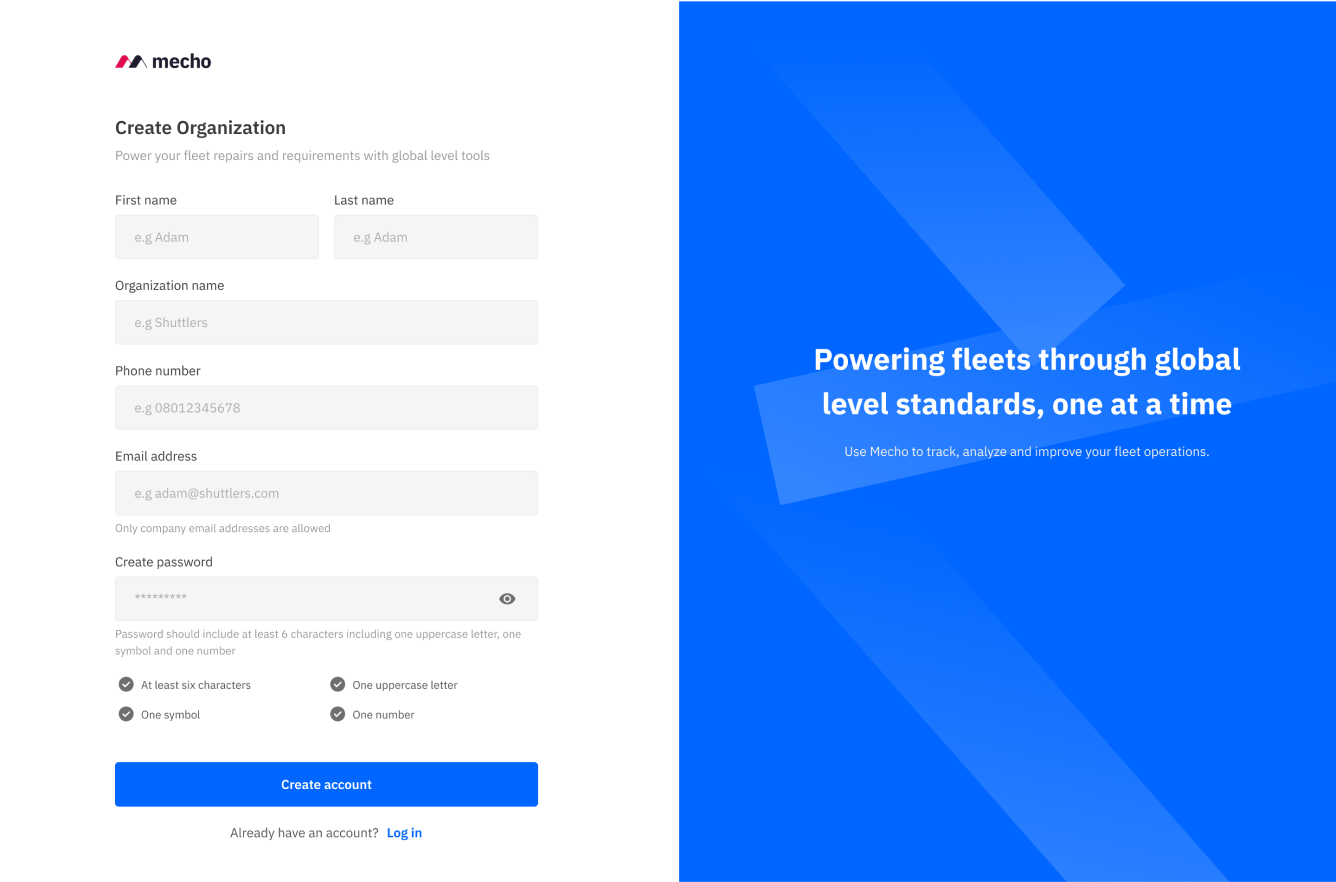 mecho
Create Organization
Power your fleet repairs and requirements with global level tools
First name
Last name
e.g Adam
e.g Adam
Organization name
e.g Shuttlers
Phone number
e.g 08012345678
Email address
e.g adam@shuttlers.com
Only company email addresses are allowed
Create password
*********
Password should include at least 6 characters including one uppercase letter, one
symbol and one number
At least six characters
One uppercase letter
One symbol
One number
Create account
Already have an account? Log in
Powering fleets through global
level standards, one at a time
Use Mecho to track, analyze and improve your fleet operations.